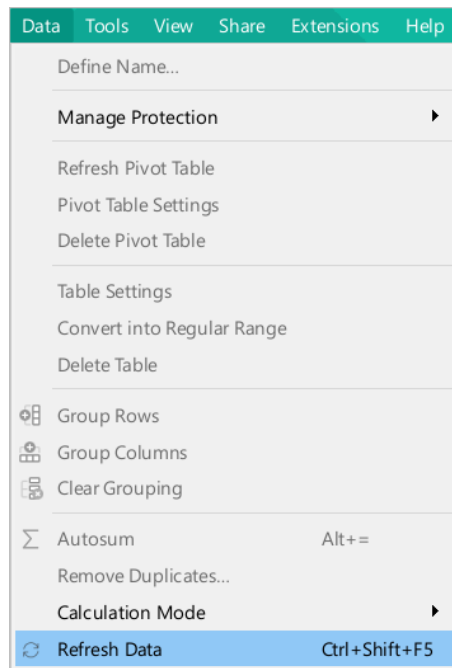 Data Tools View Share Extensions Help
Define Name...
Manage Protection
Refresh Pivot Table
Pivot Table Settings
Delete Pivot Table
Table Settings
Convert into Regular Range
Delete Table
Group Rows
Group Columns
Clear Grouping
Autosum Alt+=
Remove Duplicates...
Calculation Mode
Refresh Data Ctrl+Shift+F5